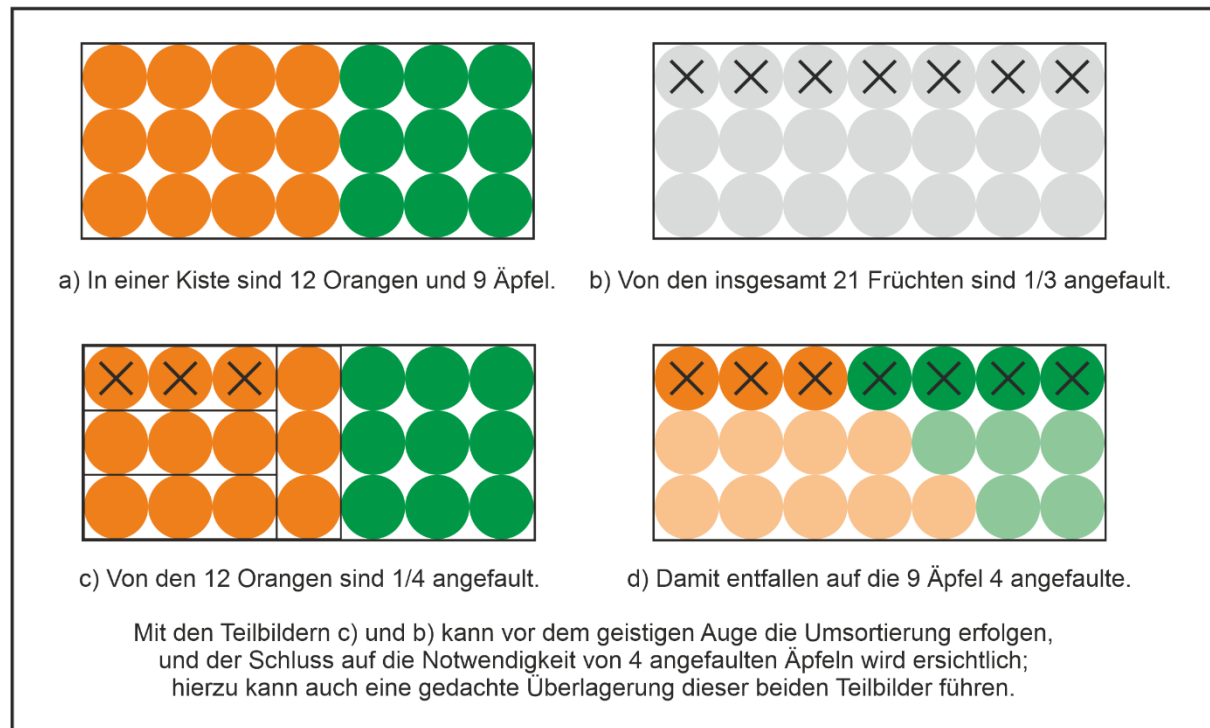 a) In einer Kiste sind 12 Orangen und 9 Äpfel.
b) Von den insgesamt 21 Früchten sind 1/3 angefault.
c) Von den 12 Orangen sind 1/4 angefault.
d) Damit entfallen auf die 9 Äpfel 4 angefaulte.
Mit den Teilbildern c) und b) kann vor dem geistigen Auge die Umsortierung erfolgen,
und der Schluss auf die Notwendigkeit von 4 angefaulten Äpfeln wird ersichtlich;
hierzu kann auch eine gedachte Überlagerung dieser beiden Teilbilder führen.